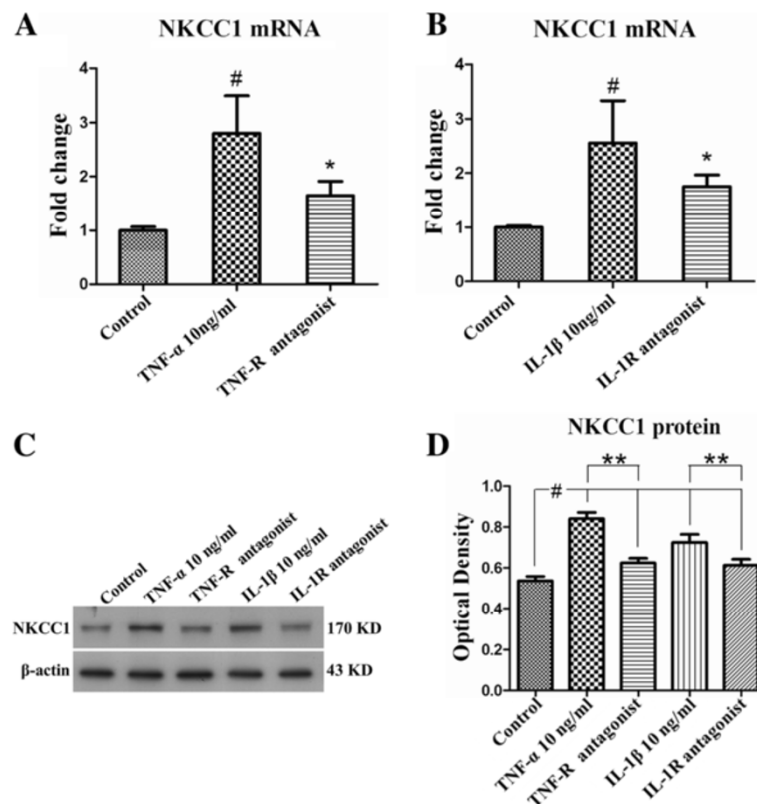 A
NKCC1 mRNA
Fold change
4
3
2
1
0
#
*
Control
TNF-α 10ng/ml
TNF-R antagonist
B
NKCC1 mRNA
Fold change
4
3
2
1
0
#
*
Control
IL-1β 10ng/ml
IL-1R antagonist
C
Control
TNF-α 10 ng/ml
TNF-R antagonist
IL-1β 10 ng/ml
IL-1R antagonist
NKCC1
170 KD
β-actin
43 KD
D
NKCC1 protein
Optical Density
1.0
0.8
0.6
0.4
0.2
0.0
#
**
**
Control
TNF-α 10 ng/ml
TNF-R antagonist
IL-1β 10 ng/ml
IL-1R antagonist